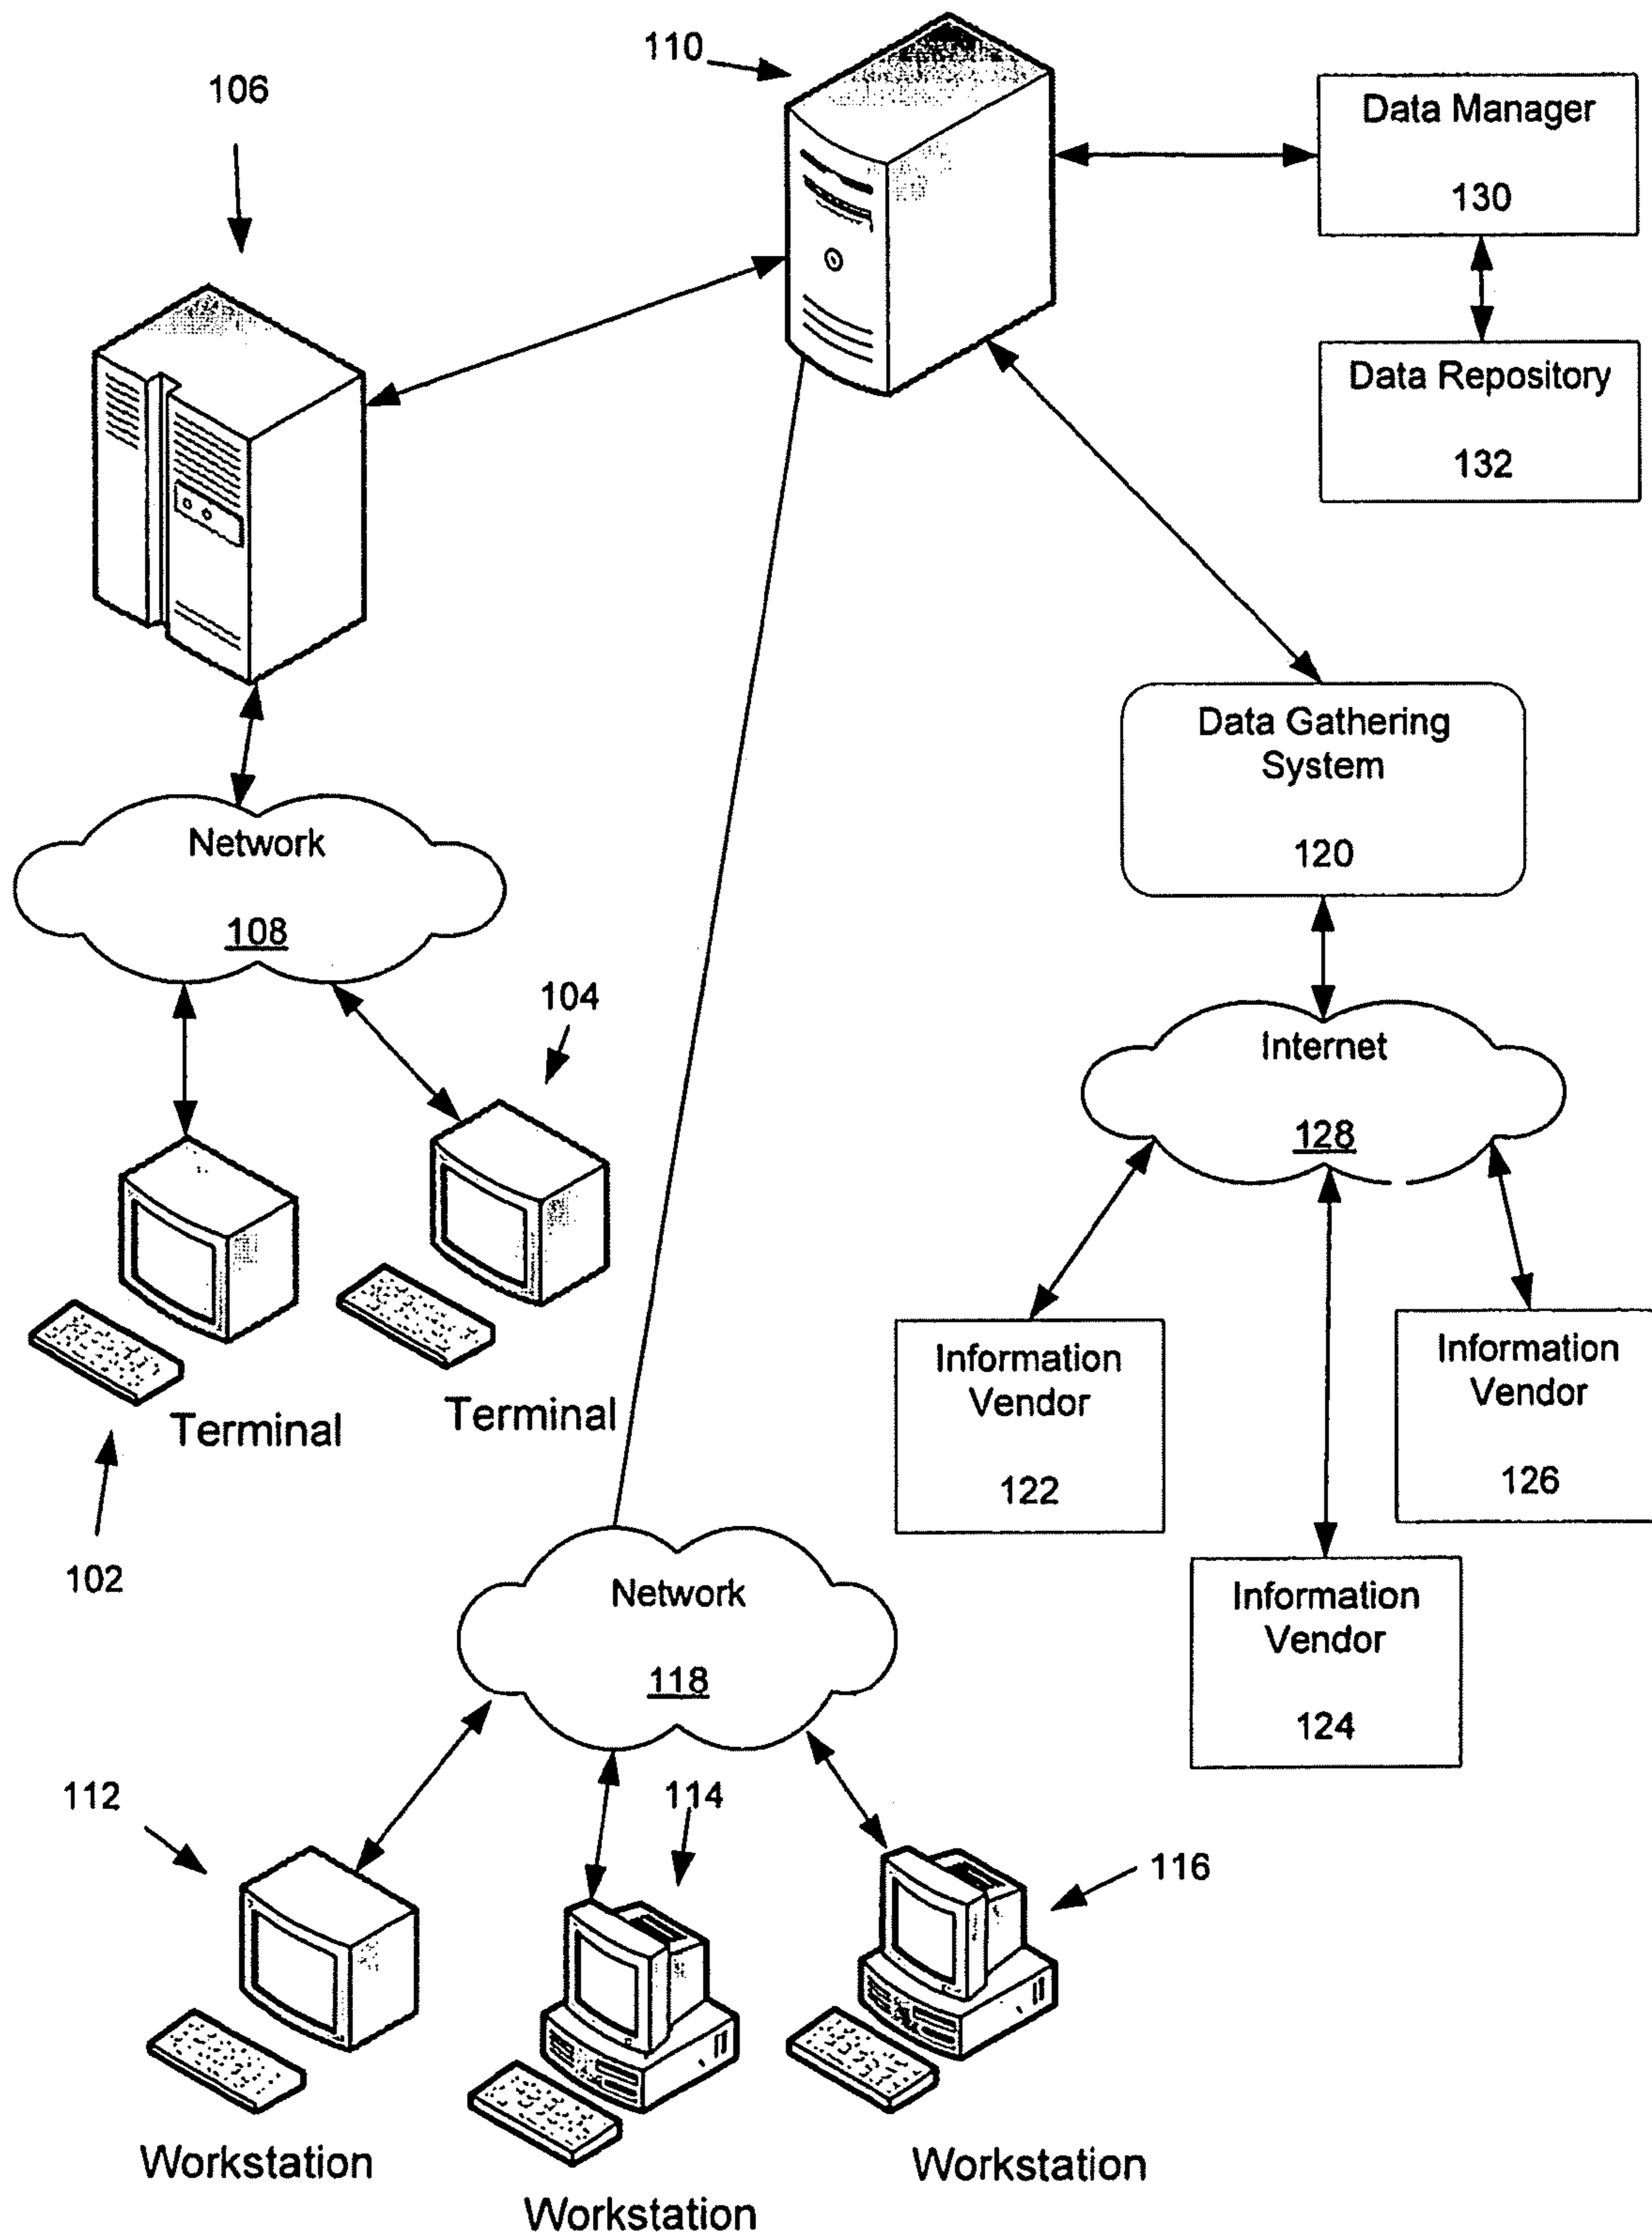 110
106
Data Manager
130
Data Repository
132
Data Gathering
System
120
Network
108
104
Internet
128
Terminal
Terminal
102
Information
Vendor
122
Information
Vendor
126
Information
Vendor
124
Network
118
112
114
116
Workstation
Workstation
Workstation